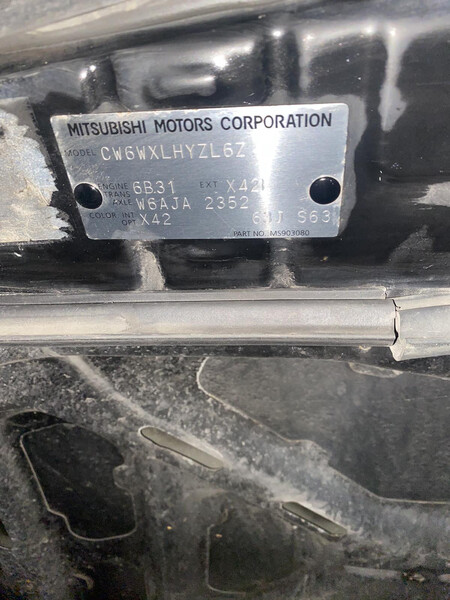 MITSUBISHI MOTORS CORPORATION
MODEL CW6WXLHYZL6Z
ENGINE 6B31 EXT X42
TRANS AXLE W6AJA 2352
COLOR INT OPT X42 S63
PART NO. MS903080